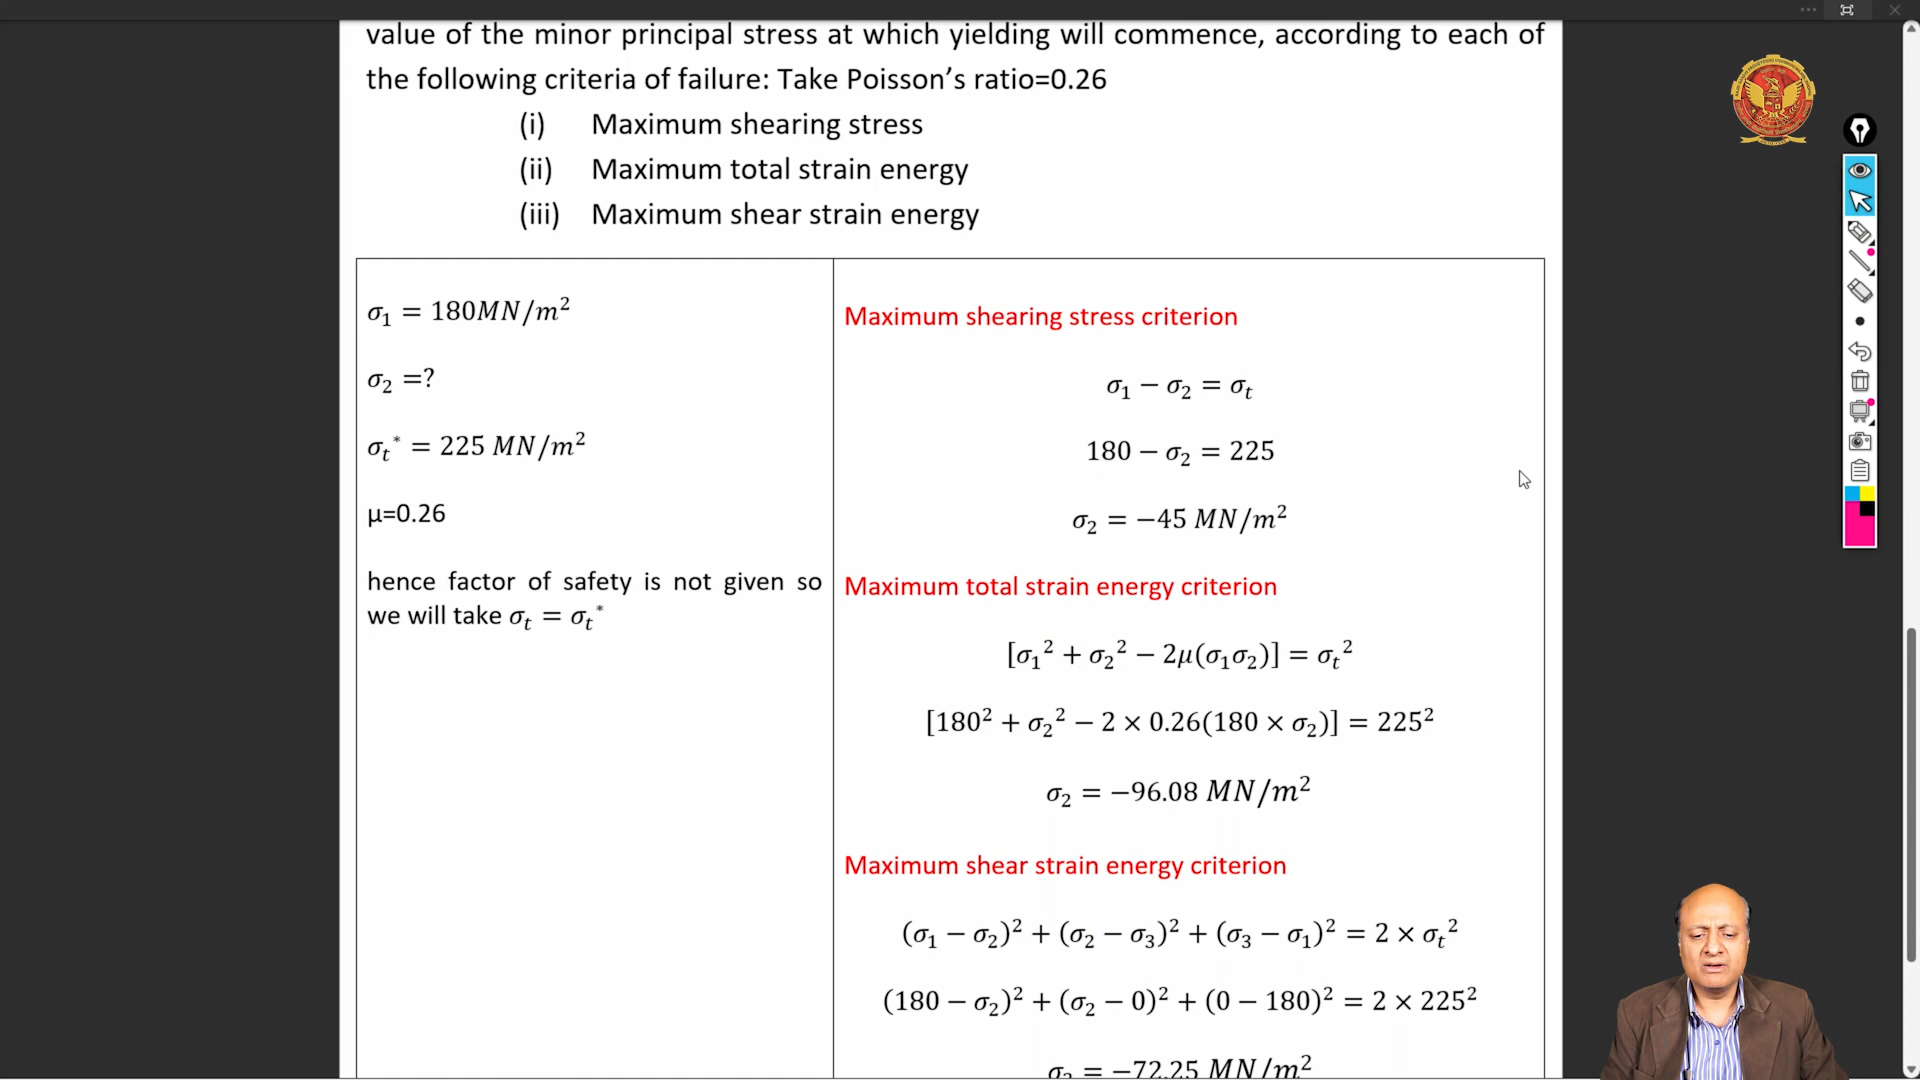 value of the minor principal stress at which yielding will commence, according to each of
the following criteria of failure: Take Poisson's ratio=0.26
(i) Maximum shearing stress
(ii) Maximum total strain energy
(iii) Maximum shear strain energy
σ₁ = 180MN/m²
σ₂ =?
σₜ* = 225 MN/m²
μ=0.26
hence factor of safety is not given so
we will take σₜ = σₜ*
Maximum shearing stress criterion
σ₁ − σ₂ = σₜ
180 − σ₂ = 225
σ₂ = −45 MN/m²
Maximum total strain energy criterion
[σ₁² + σ₂² − 2μ(σ₁σ₂)] = σₜ²
[180² + σ₂² − 2 × 0.26(180 × σ₂)] = 225²
σ₂ = −96.08 MN/m²
Maximum shear strain energy criterion
(σ₁ − σ₂)² + (σ₂ − σ₃)² + (σ₃ − σ₁)² = 2 × σₜ²
(180 − σ₂)² + (σ₂ − 0)² + (0 − 180)² = 2 × 225²
σ₂ = −72.25 MN/m²